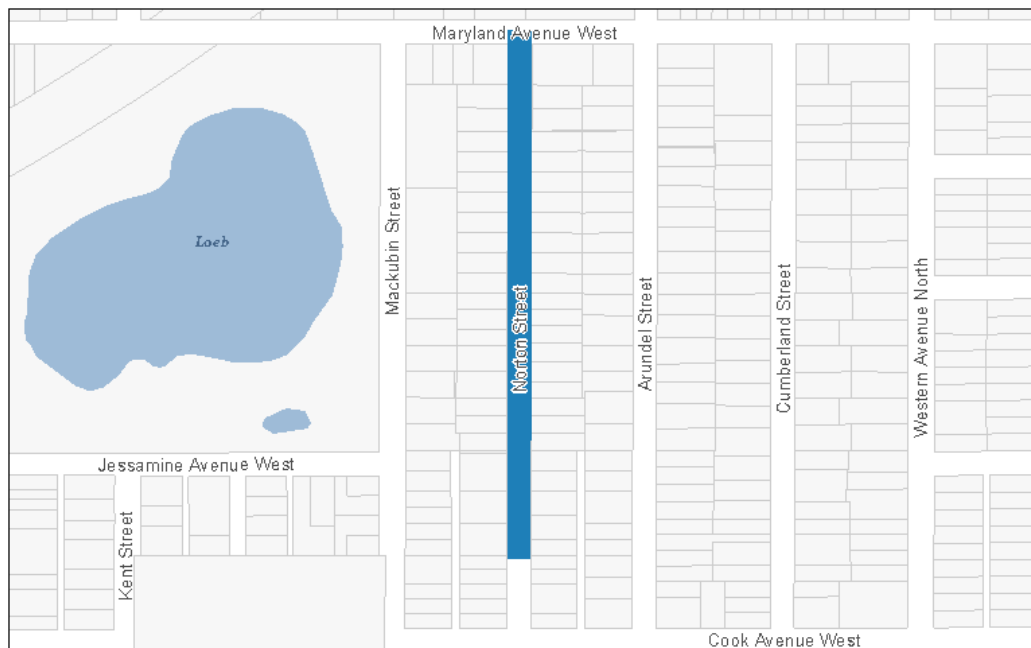 Maryland Avenue West
Loeb
Mackubin Street
Norton Street
Arundel Street
Cumberland Street
Western Avenue North
Jessamine Avenue West
Kent Street
Cook Avenue West